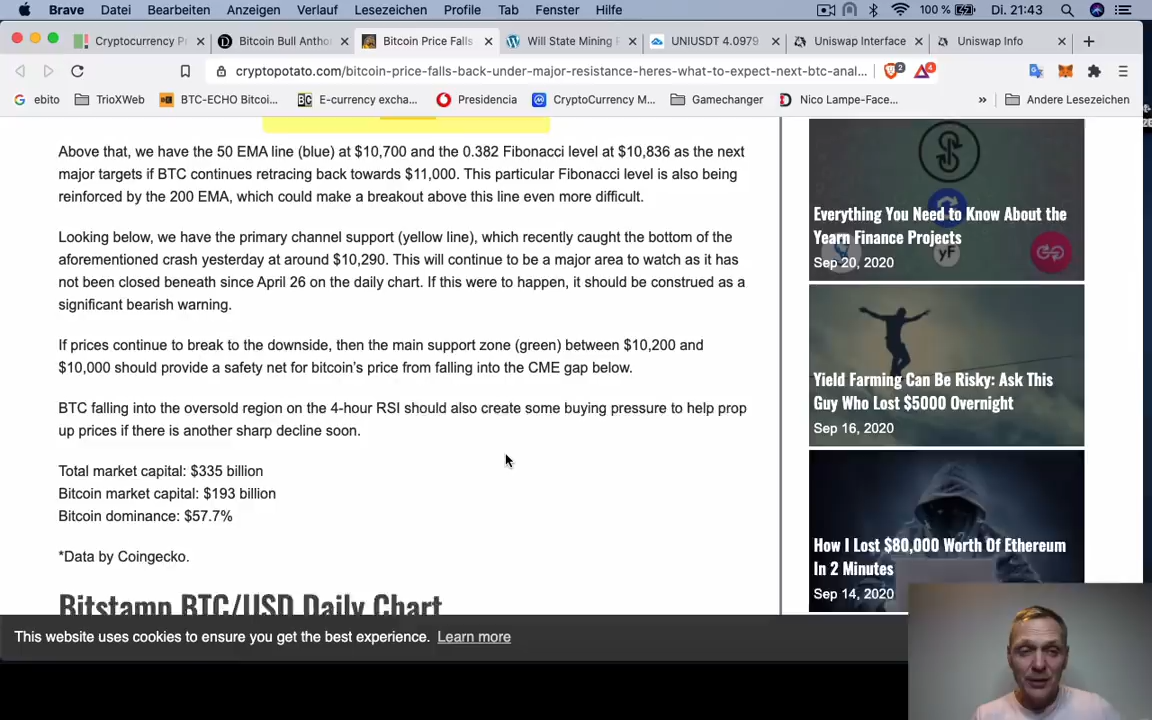 Brave Datei Bearbeiten Anzeigen Verlauf Lesezeichen Profile Tab Fenster Hilfe 100 % Di. 21:43
Cryptocurrency P Bitcoin Bull Antho Bitcoin Price Falls Will State Mining UNIUSDT 4.0979 Uniswap Interface Uniswap Info
cryptopotato.com/bitcoin-price-falls-back-under-major-resistance-heres-what-to-expect-next-btc-anal... 2 4
ebito TrioXWeb BTC-ECHO Bitcoi... E-currency excha... Presidencia CryptoCurrency M... Gamechanger Nico Lampe-Face... » Andere Lesezeichen
Above that, we have the 50 EMA line (blue) at $10,700 and the 0.382 Fibonacci level at $10,836 as the next
major targets if BTC continues retracing back towards $11,000. This particular Fibonacci level is also being
reinforced by the 200 EMA, which could make a breakout above this line even more difficult.
Looking below, we have the primary channel support (yellow line), which recently caught the bottom of the
aforementioned crash yesterday at around $10,290. This will continue to be a major area to watch as it has
not been closed beneath since April 26 on the daily chart. If this were to happen, it should be construed as a
significant bearish warning.
If prices continue to break to the downside, then the main support zone (green) between $10,200 and
$10,000 should provide a safety net for bitcoin's price from falling into the CME gap below.
BTC falling into the oversold region on the 4-hour RSI should also create some buying pressure to help prop
up prices if there is another sharp decline soon.
Total market capital: $335 billion
Bitcoin market capital: $193 billion
Bitcoin dominance: $57.7%
*Data by Coingecko.
Bitstamp BTC/USD Daily Chart
Everything You Need to Know About the
Yearn Finance Projects
Sep 20, 2020
Yield Farming Can Be Risky: Ask This
Guy Who Lost $5000 Overnight
Sep 16, 2020
How I Lost $80,000 Worth Of Ethereum
In 2 Minutes
Sep 14, 2020
This website uses cookies to ensure you get the best experience. Learn more